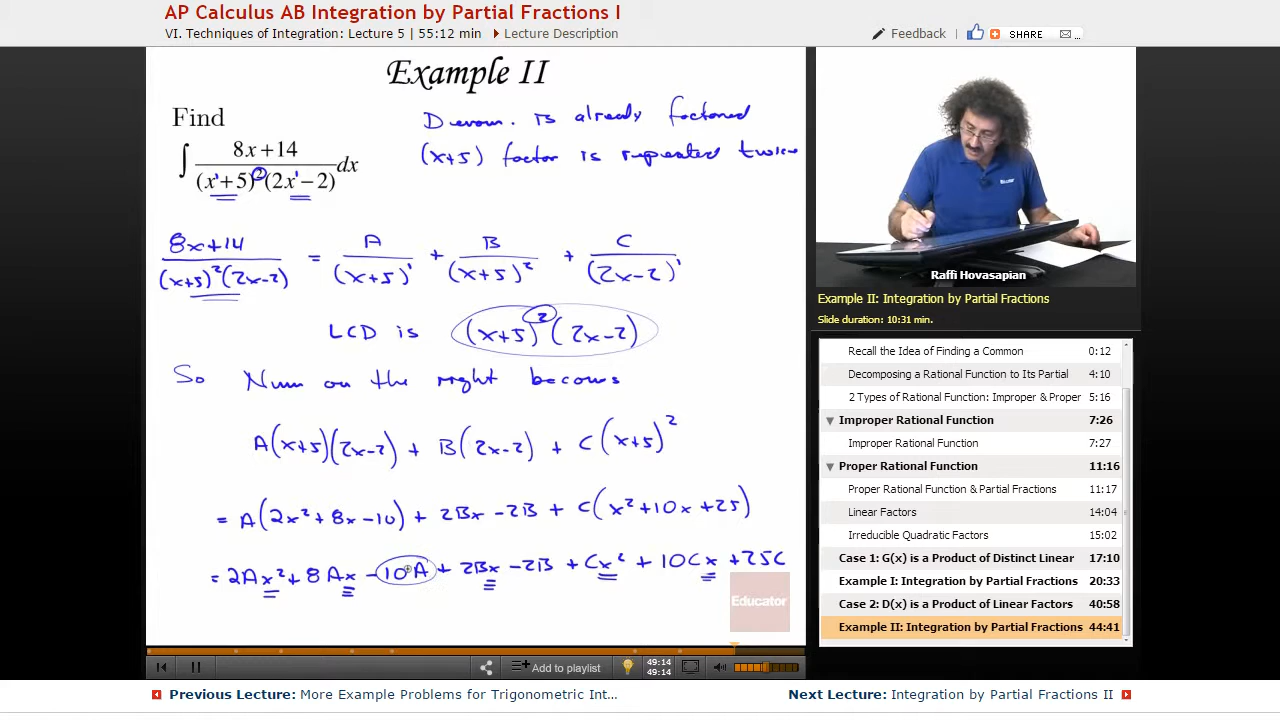 AP Calculus AB Integration by Partial Fractions I
VI. Techniques of Integration: Lecture 5 | 55:12 min ▸ Lecture Description
Feedback | SHARE
Example II
Find
∫ 8x+14 / (x¹+5)²(2x¹−2) dx
Denom. is already factored
(x+5) factor is repeated twice
8x+14 / (x+5)²(2x−2) = A / (x+5)¹ + B / (x+5)² + C / (2x−2)¹
LCD is (x+5)²(2x−2)
So Num on the right becomes
A(x+5)(2x−2) + B(2x−2) + C(x+5)²
= A(2x²+8x−10) + 2Bx −2B + C(x²+10x+25)
= 2Ax² + 8Ax −10A + 2Bx −2B + Cx² + 10Cx + 25C
Educator
Raffi Hovasapian
Example II: Integration by Partial Fractions
Slide duration: 10:31 min.
Recall the Idea of Finding a Common 0:12
Decomposing a Rational Function to Its Partial 4:10
2 Types of Rational Function: Improper & Proper 5:16
Improper Rational Function 7:26
Improper Rational Function 7:27
Proper Rational Function 11:16
Proper Rational Function & Partial Fractions 11:17
Linear Factors 14:04
Irreducible Quadratic Factors 15:02
Case 1: G(x) is a Product of Distinct Linear 17:10
Example I: Integration by Partial Fractions 20:33
Case 2: D(x) is a Product of Linear Factors 40:58
Example II: Integration by Partial Fractions 44:41
Add to playlist
49:14
49:14
Previous Lecture: More Example Problems for Trigonometric Int...
Next Lecture: Integration by Partial Fractions II